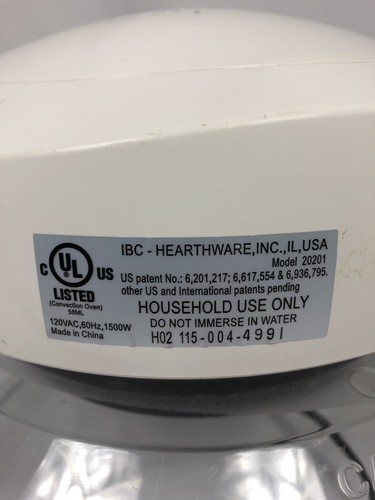 IBC - HEARTHWARE,INC.,IL,USA
Model 20201
US patent No.: 6,201,217; 6,617,554 & 6,936,795.
other US and International patents pending
HOUSEHOLD USE ONLY
DO NOT IMMERSE IN WATER
H02 115-004-4991
C UL US
LISTED
(Convection Oven)
58ML
120VAC,60Hz,1500W
Made in China